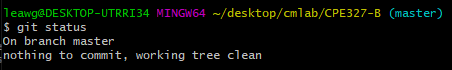 leawg@DESKTOP-UTRRI34 MINGW64 ~/desktop/cmlab/CPE327-B (master)
$ git status
On branch master
nothing to commit, working tree clean